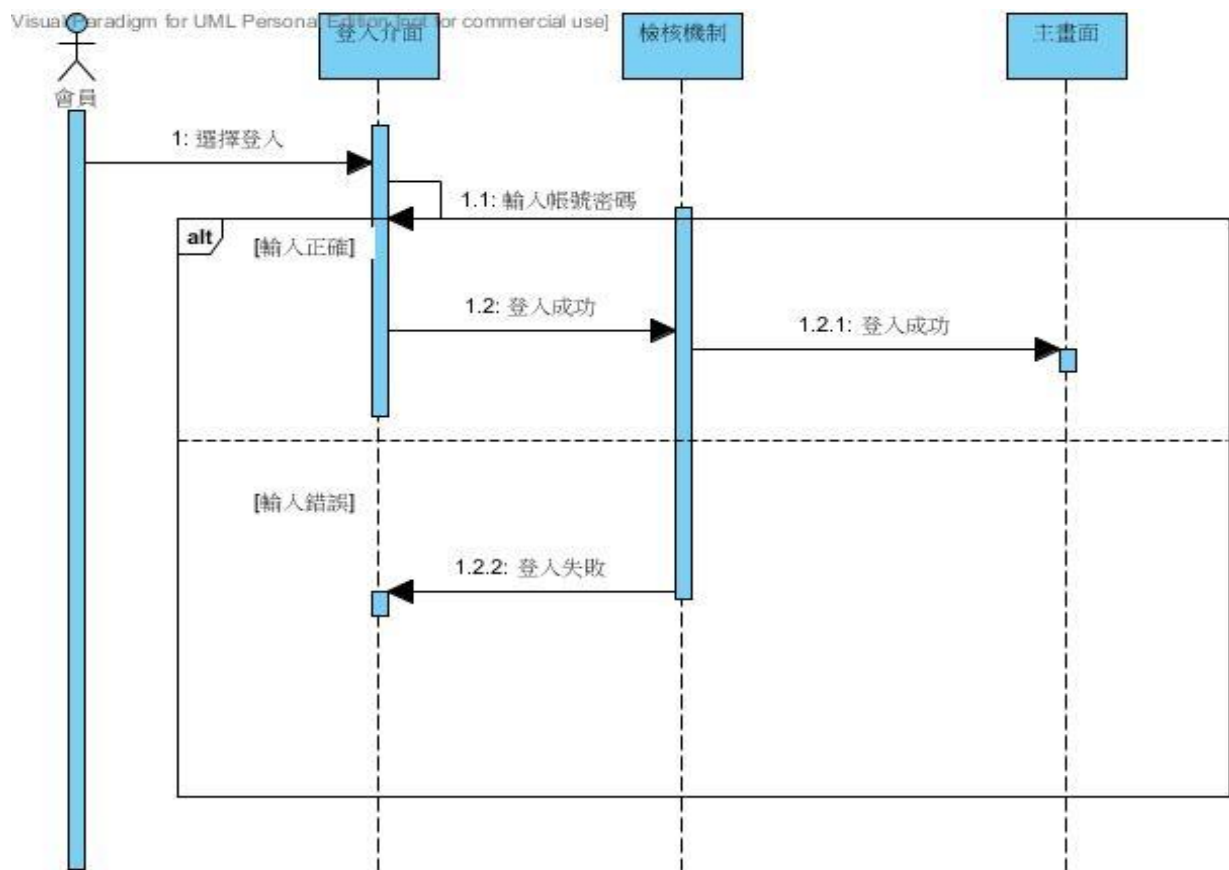 Visual Paradigm for UML Personal Edition [not for commercial use]
會員
登入介面
檢核機制
主畫面
1: 選擇登入
1.1: 輸入帳號密碼
alt
[輸入正確]
1.2: 登入成功
1.2.1: 登入成功
[輸入錯誤]
1.2.2: 登入失敗